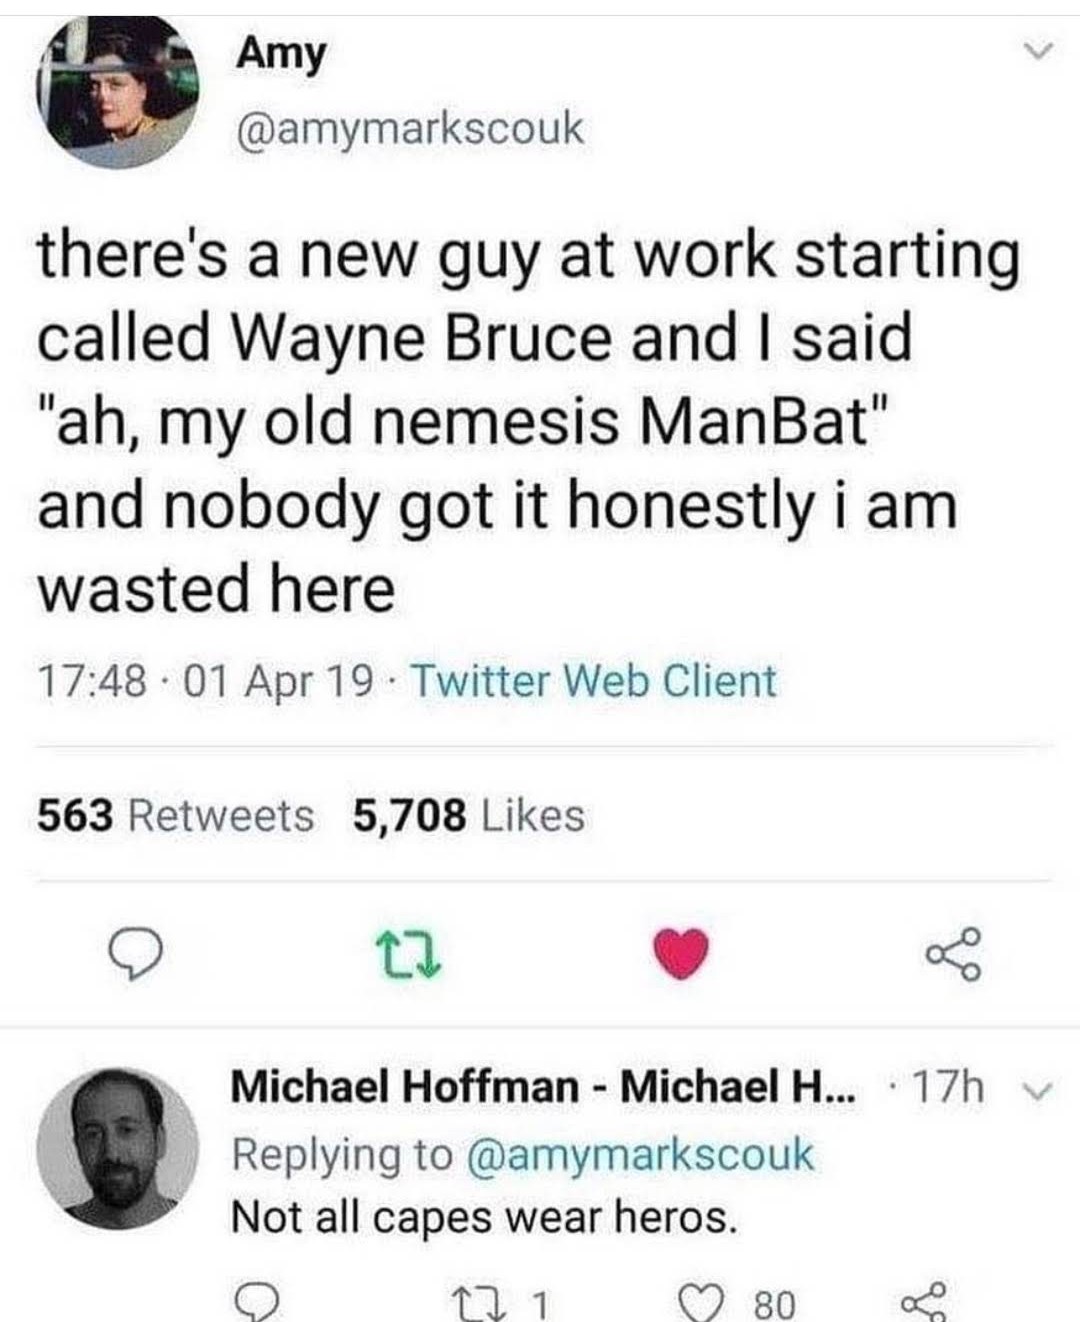 Amy
@amymarkscouk
there's a new guy at work starting
called Wayne Bruce and I said
"ah, my old nemesis ManBat"
and nobody got it honestly i am
wasted here
17:48 · 01 Apr 19 · Twitter Web Client
563 Retweets 5,708 Likes
Michael Hoffman - Michael H... · 17h
Replying to @amymarkscouk
Not all capes wear heros.
1 80